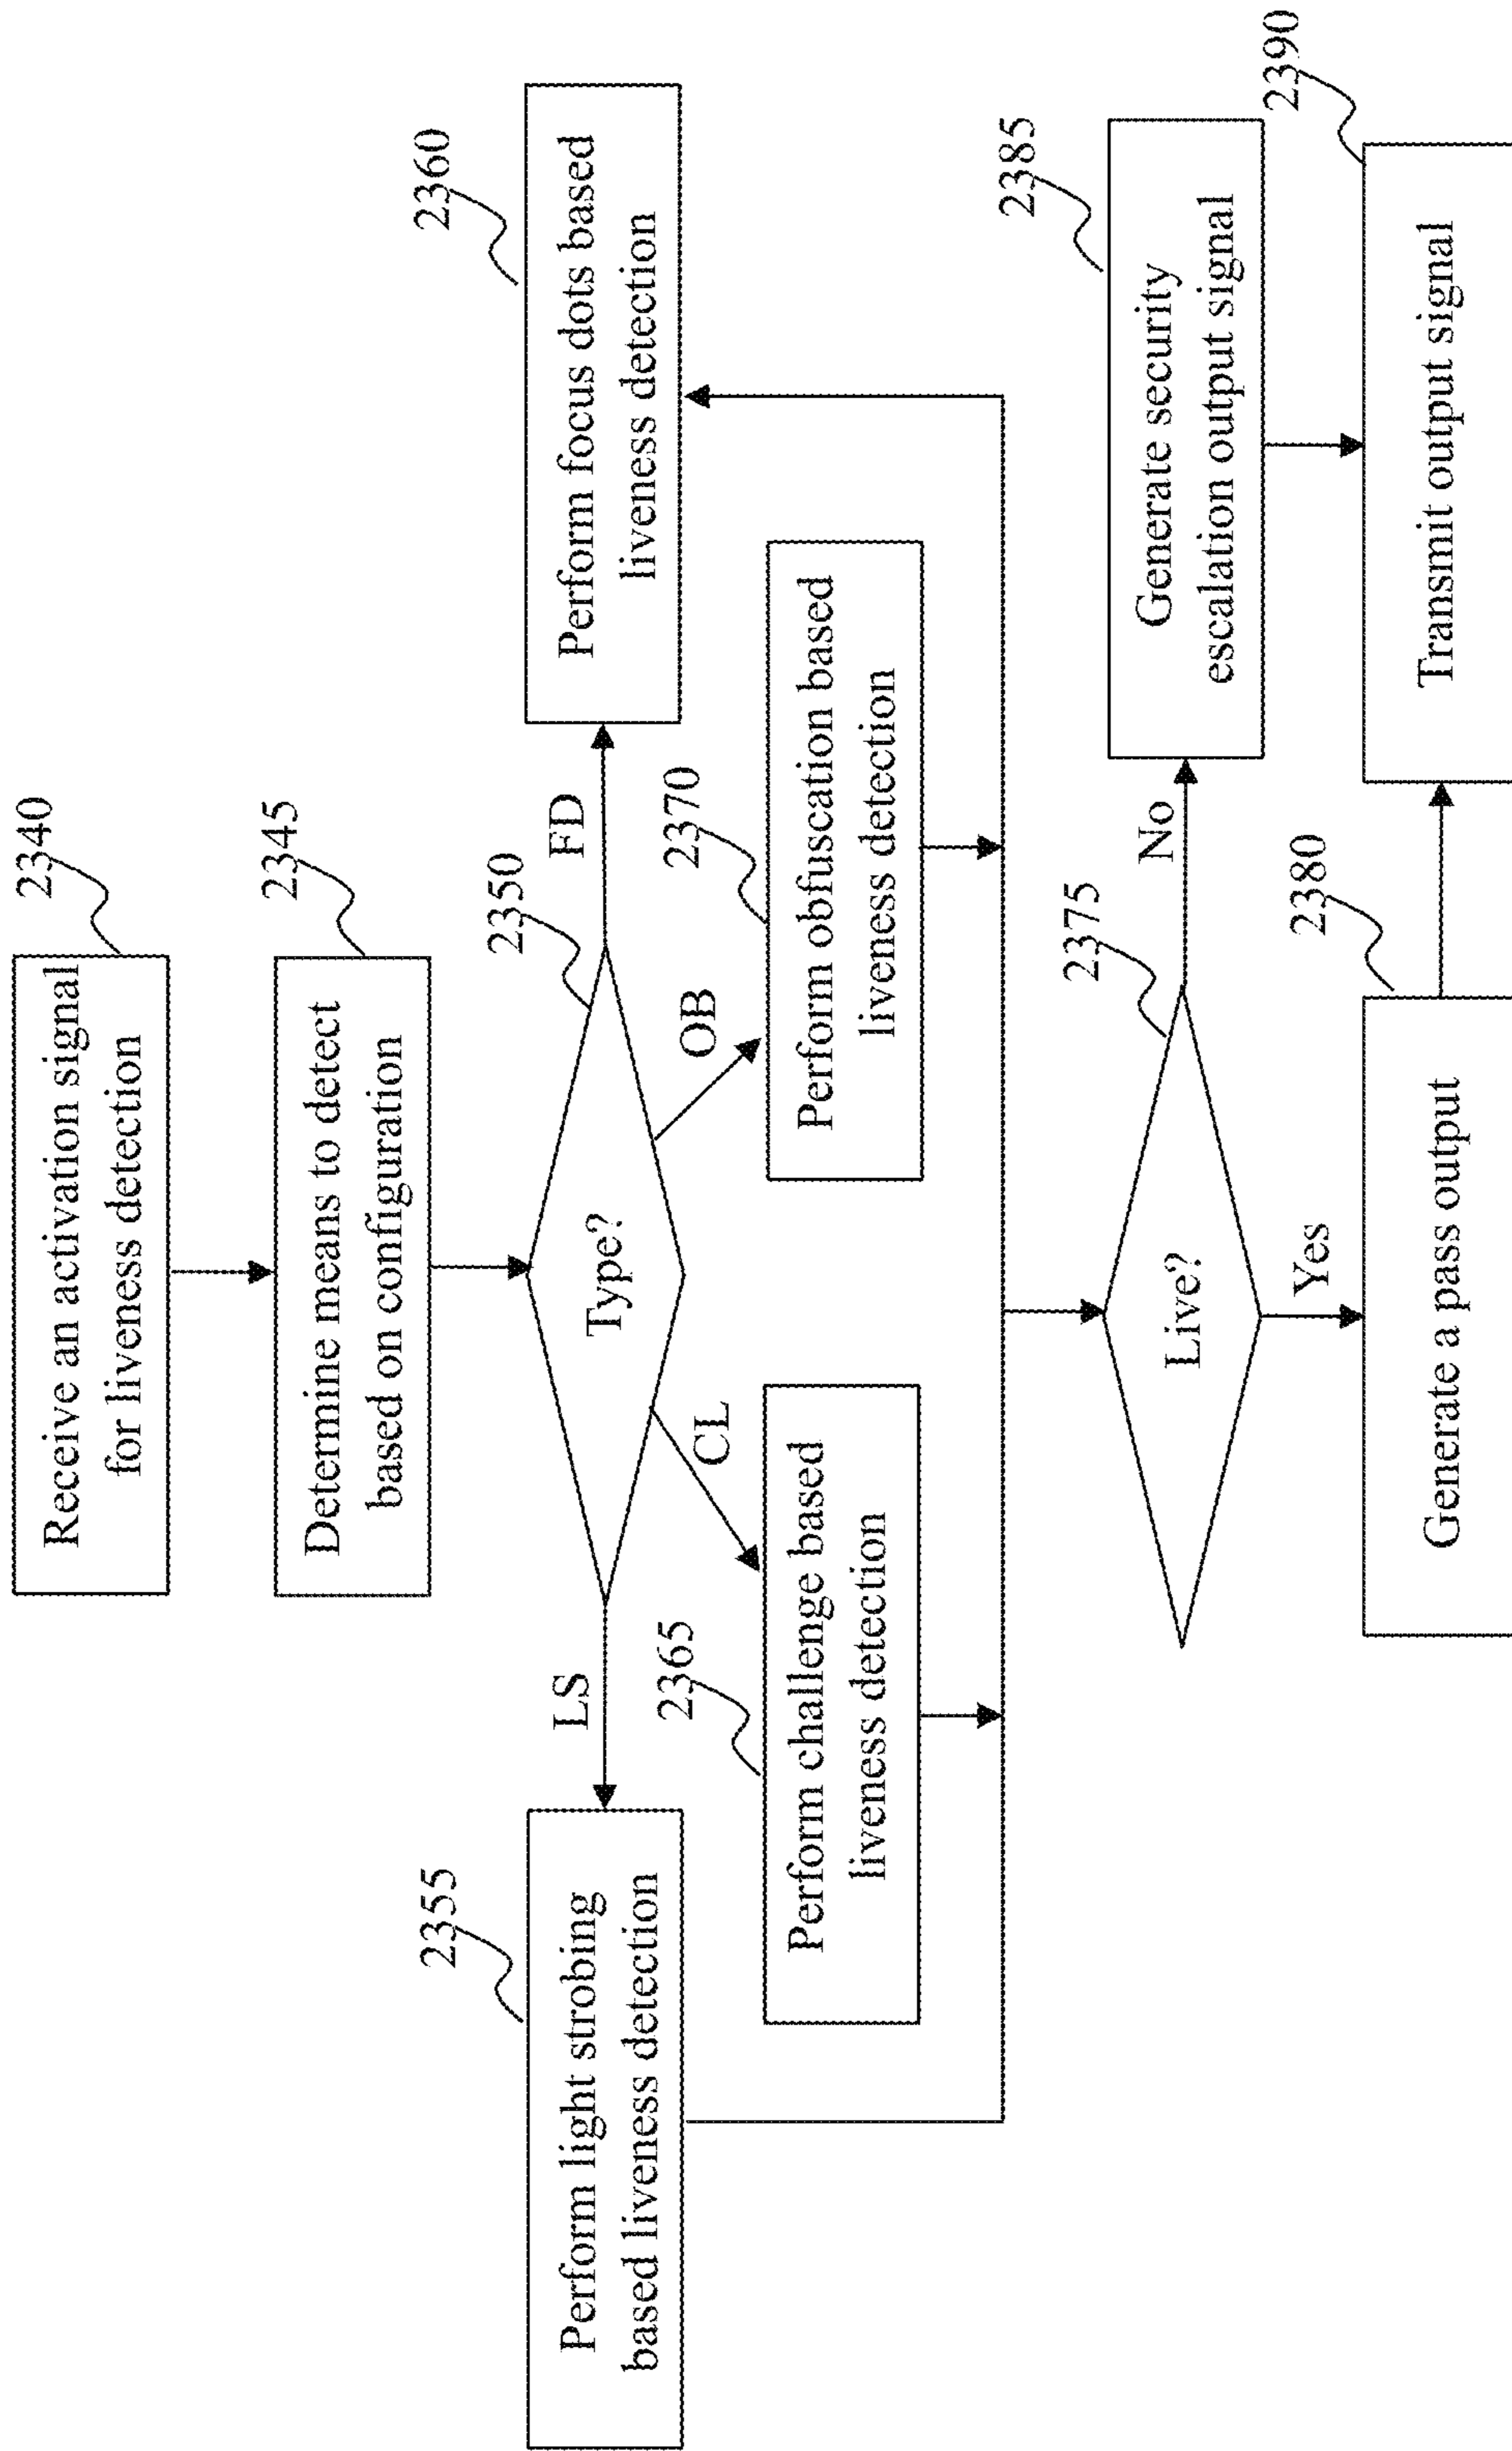 2340
Receive an activation signal
for liveness detection
2345
Determine means to detect
based on configuration
2350
Type?
LS
FD
CL
OB
2355
Perform light strobing
based liveness detection
2360
Perform focus dots based
liveness detection
2365
Perform challenge based
liveness detection
2370
Perform obfuscation based
liveness detection
2375
Live?
No
Yes
2385
Generate security
escalation output signal
2380
Generate a pass output
2390
Transmit output signal